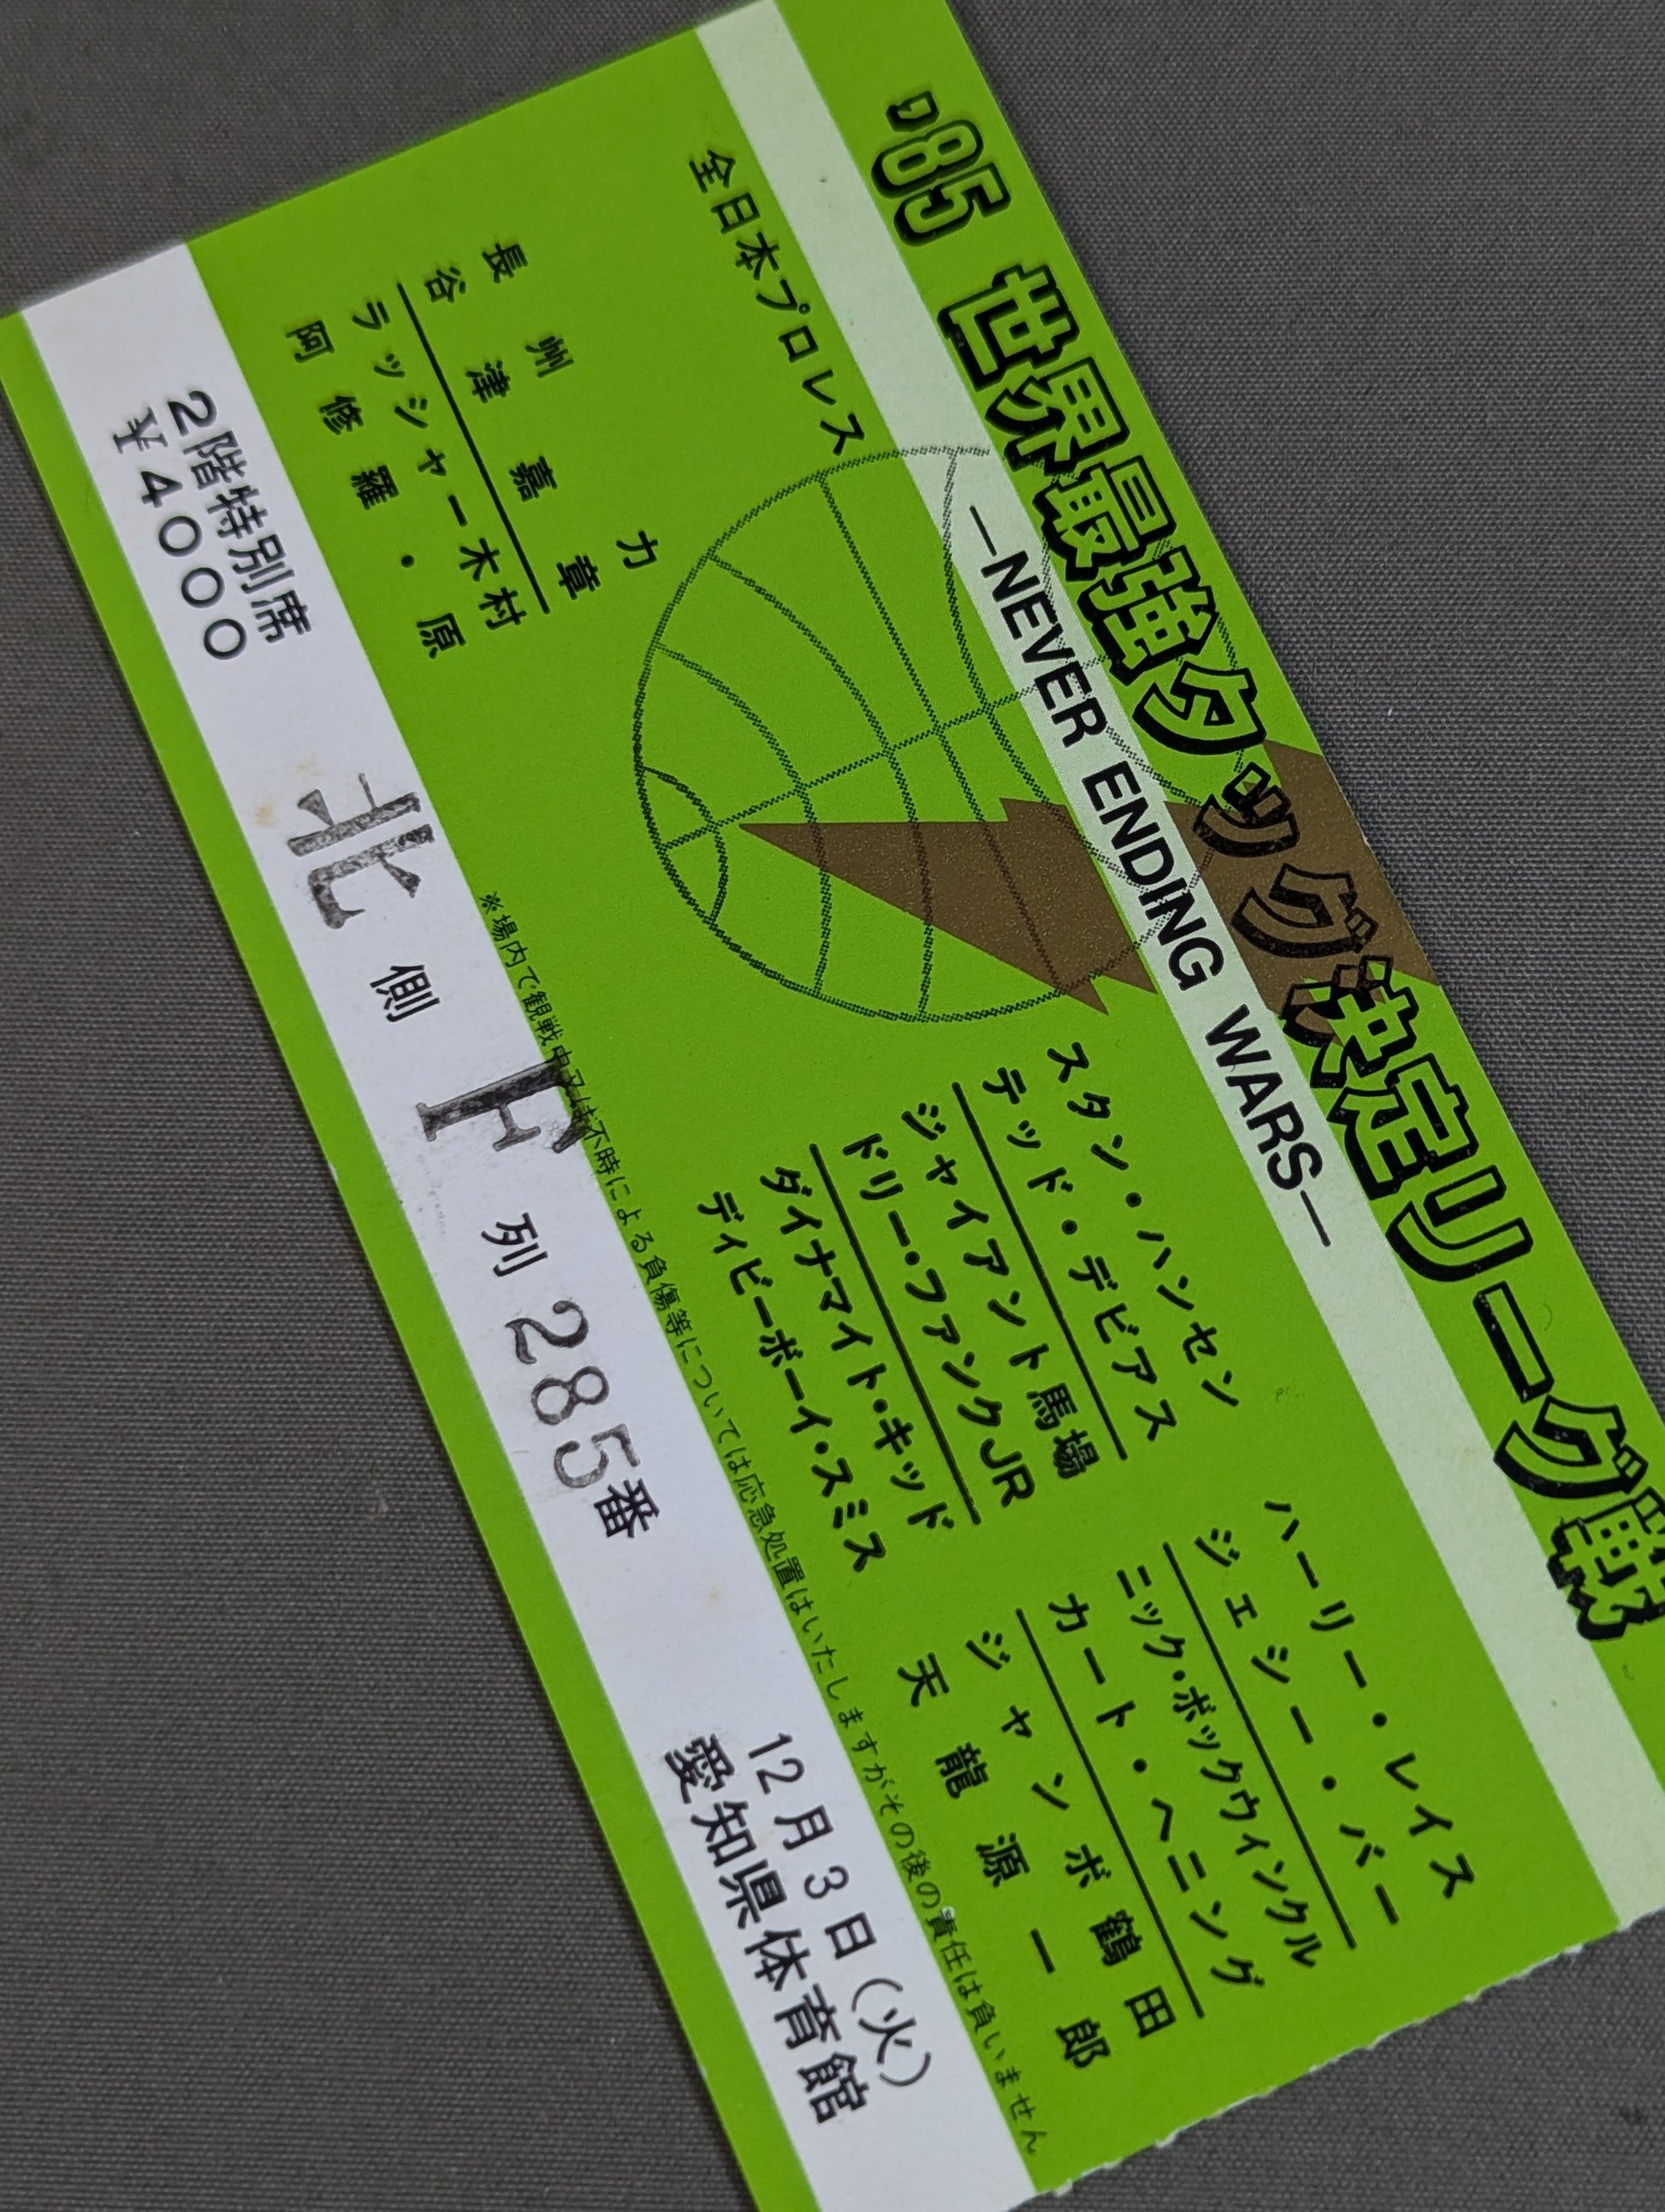 '85 世界最強タッグ決定リーグ戦
—NEVER ENDING WARS—
全日本プロレス
スタン・ハンセン
テッド・デビアス
ジャイアント馬場
ドリー・ファンクJR
ダイナマイト・キッド
デイビーボーイ・スミス
ハーリー・レイス
ジェシー・バー
ニック・ボックウィンクル
カート・ヘニング
ジャンボ鶴田
天龍源一郎
長州力
谷津嘉章
ラッシャー木村
阿修羅・原
※場内で観戦中又は不時による負傷等については応急処置はいたしますがその後の責任は負いません
2階特別席
¥4000
北側 F列 285番
12月3日(火)
愛知県体育館